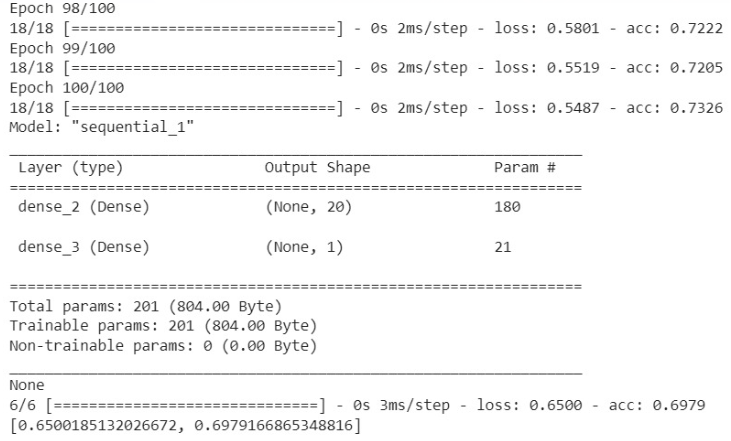 Epoch 98/100
18/18 [==============================] - 0s 2ms/step - loss: 0.5801 - acc: 0.7222
Epoch 99/100
18/18 [==============================] - 0s 2ms/step - loss: 0.5519 - acc: 0.7205
Epoch 100/100
18/18 [==============================] - 0s 2ms/step - loss: 0.5487 - acc: 0.7326
Model: "sequential_1"
_________________________________________________________________
Layer (type) Output Shape Param #
=================================================================
dense_2 (Dense) (None, 20) 180
dense_3 (Dense) (None, 1) 21
=================================================================
Total params: 201 (804.00 Byte)
Trainable params: 201 (804.00 Byte)
Non-trainable params: 0 (0.00 Byte)
_________________________________________________________________
None
6/6 [==============================] - 0s 3ms/step - loss: 0.6500 - acc: 0.6979
[0.6500185132026672, 0.6979166865348816]